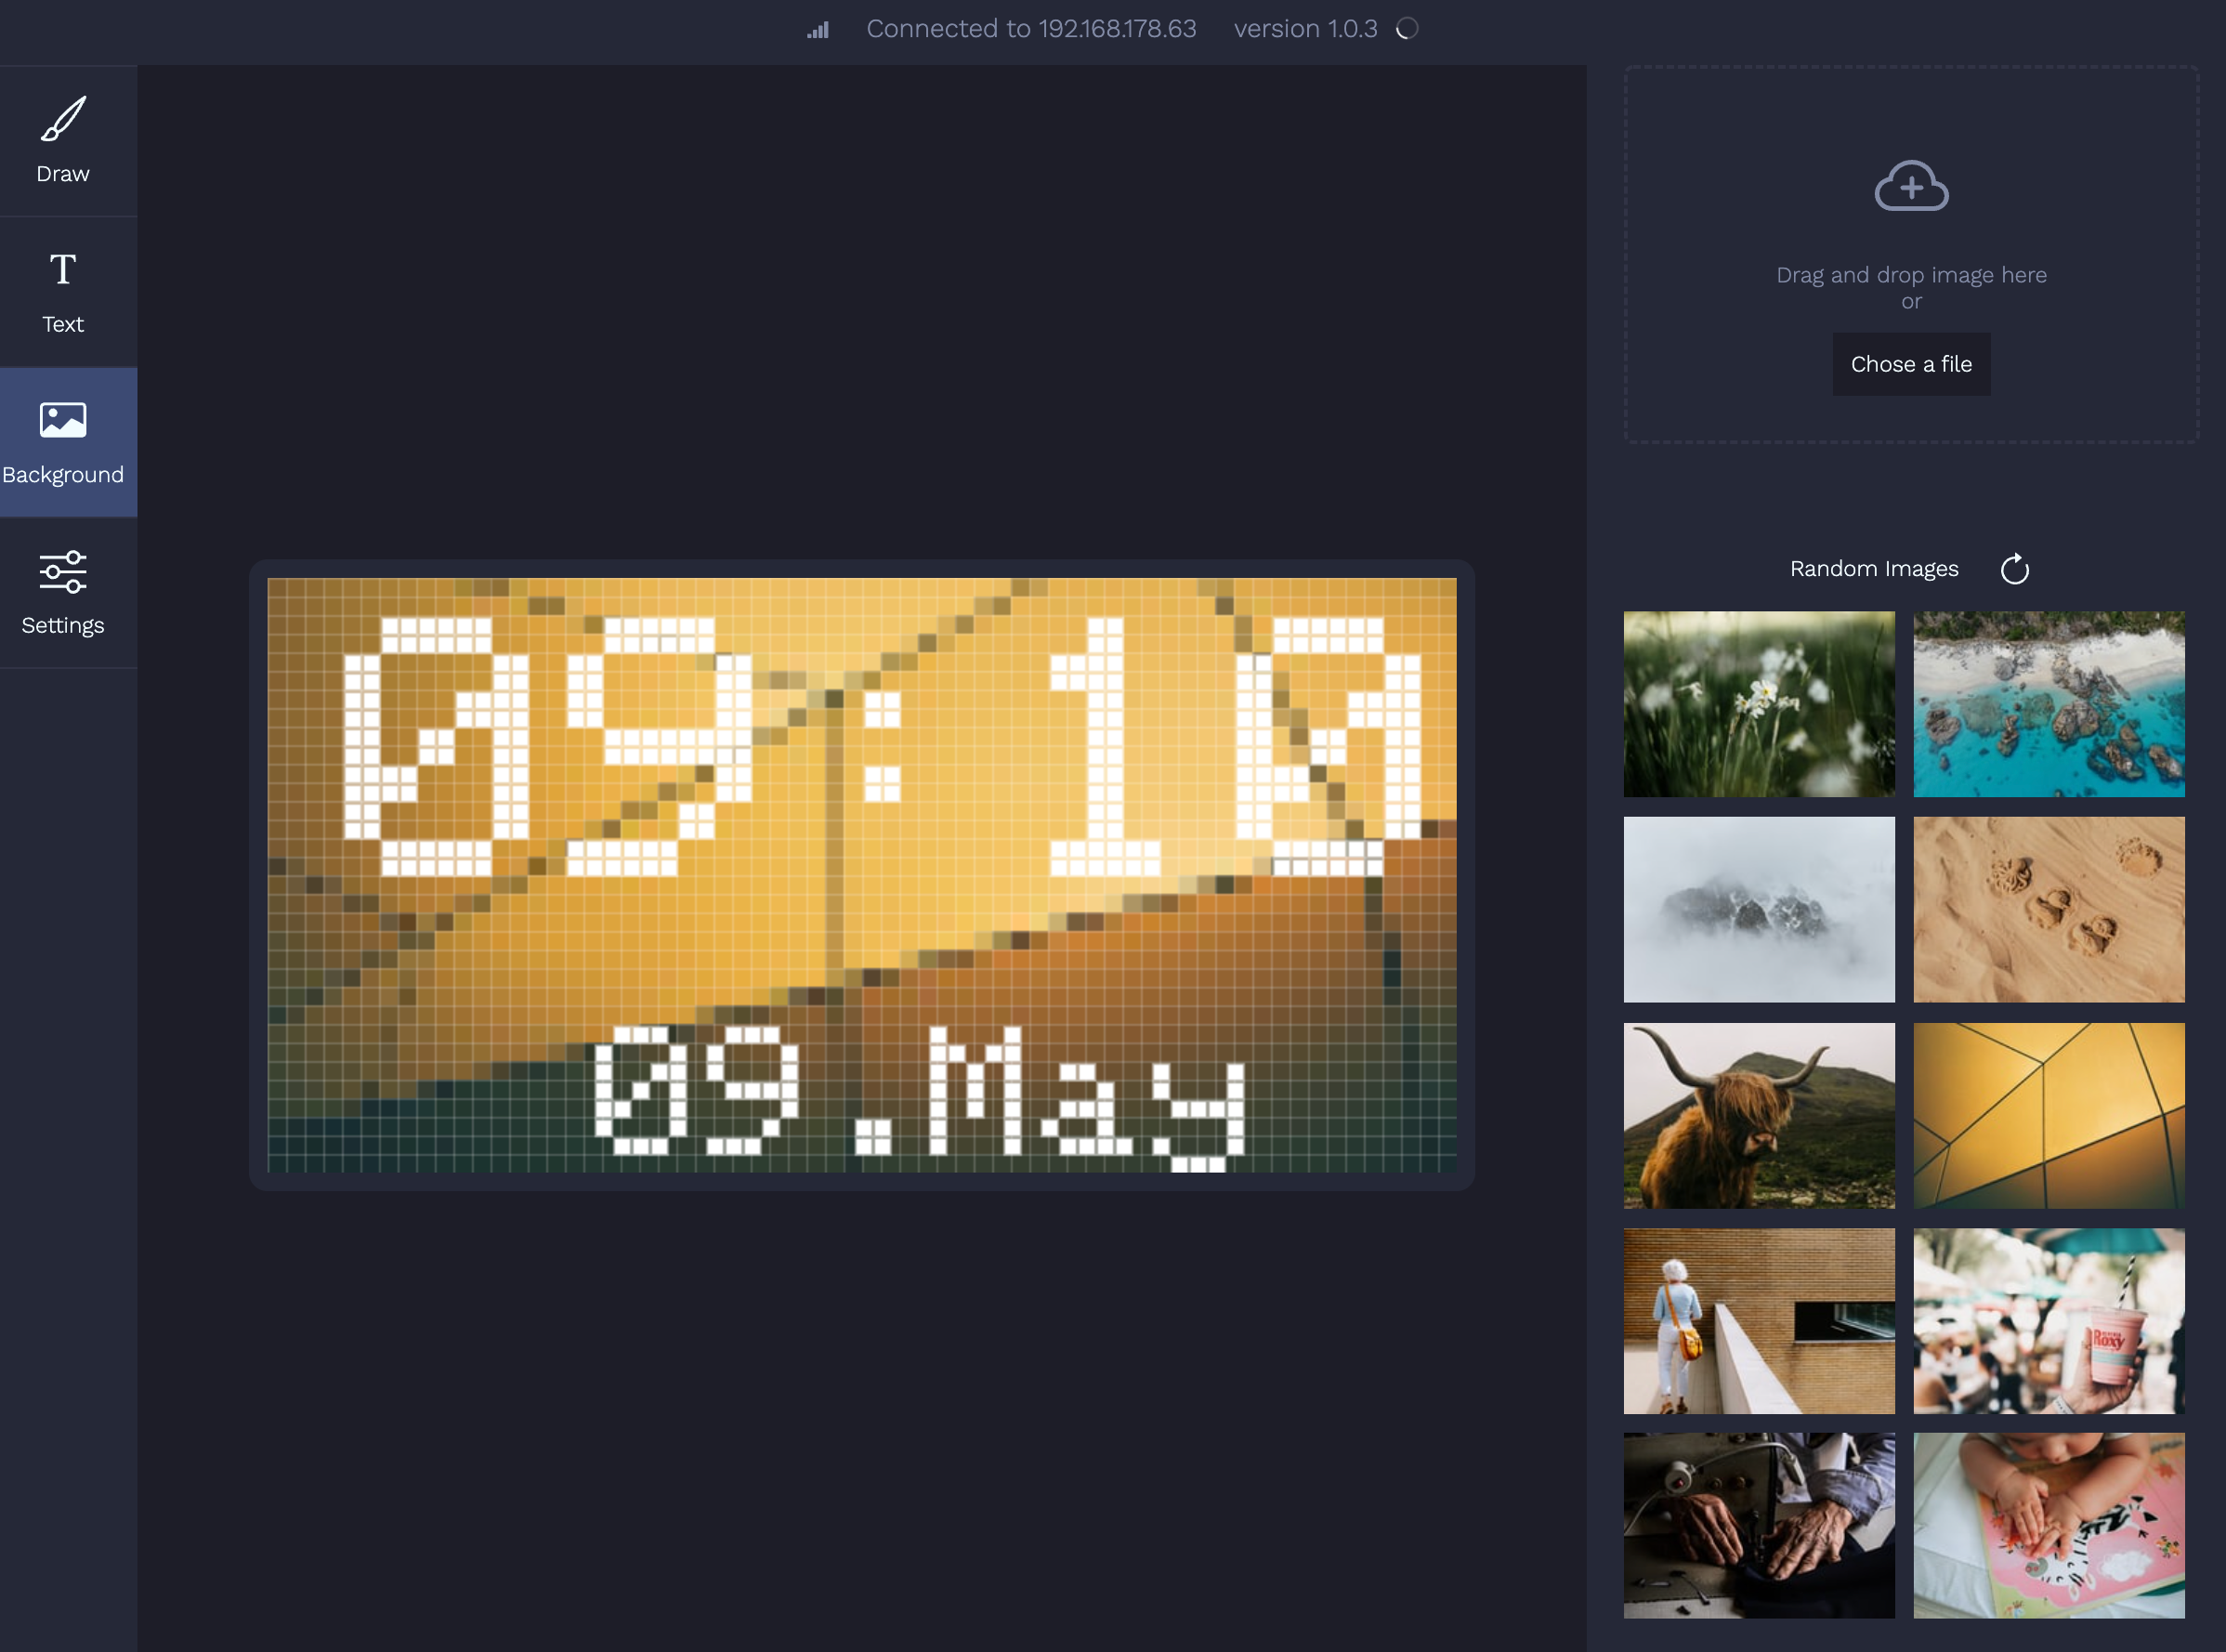 Connected to 192.168.178.63 version 1.0.3
Draw
Text
Background
Settings
09:10
09.May
Drag and drop image here
or
Chose a file
Random Images
Roxy